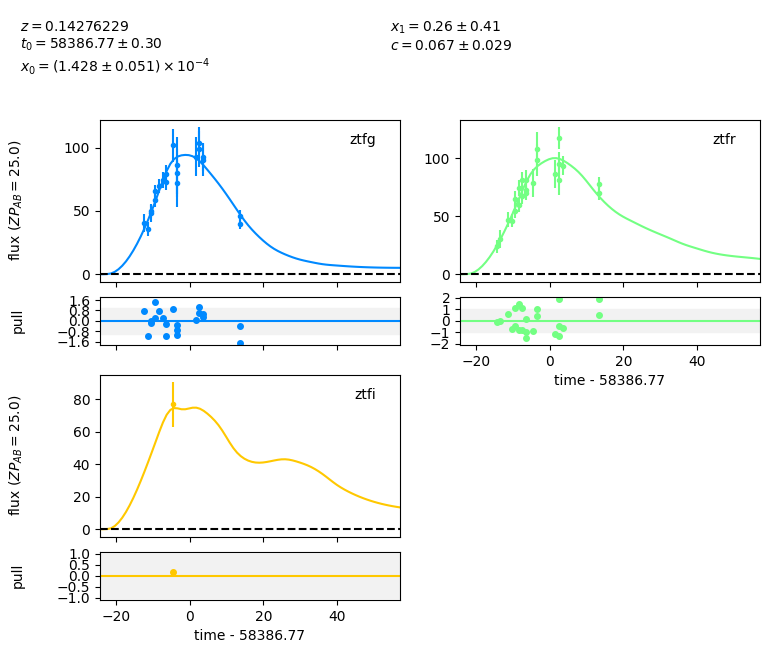 z = 0.14276229
t₀ = 58386.77 ± 0.30
x₀ = (1.428 ± 0.051) × 10⁻⁴
x₁ = 0.26 ± 0.41
c = 0.067 ± 0.029
flux (ZP_AB = 25.0)
100
50
0
ztfg
100
50
0
ztfr
pull
1.6
0.8
0.0
−0.8
−1.6
2
1
0
−1
−2
−20
0
20
40
time - 58386.77
flux (ZP_AB = 25.0)
80
60
40
20
0
ztfi
pull
1.0
0.5
0.0
−0.5
−1.0
−20
0
20
40
time - 58386.77